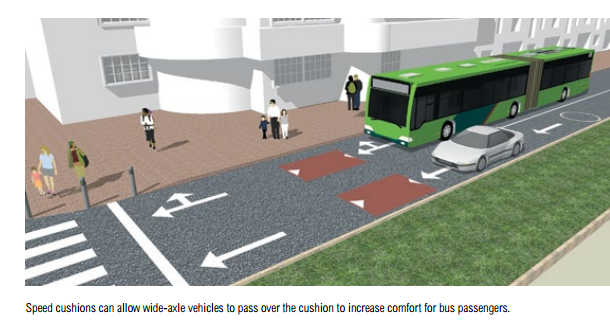 Speed cushions can allow wide-axle vehicles to pass over the cushion to increase comfort for bus passengers.